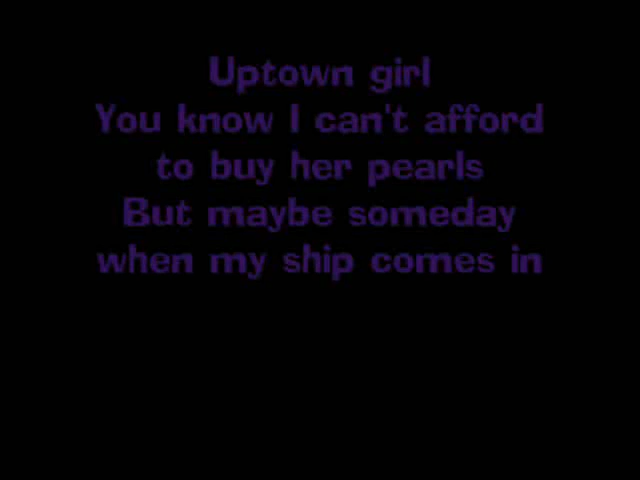 Uptown girl
You know I can't afford
to buy her pearls
But maybe someday
when my ship comes in